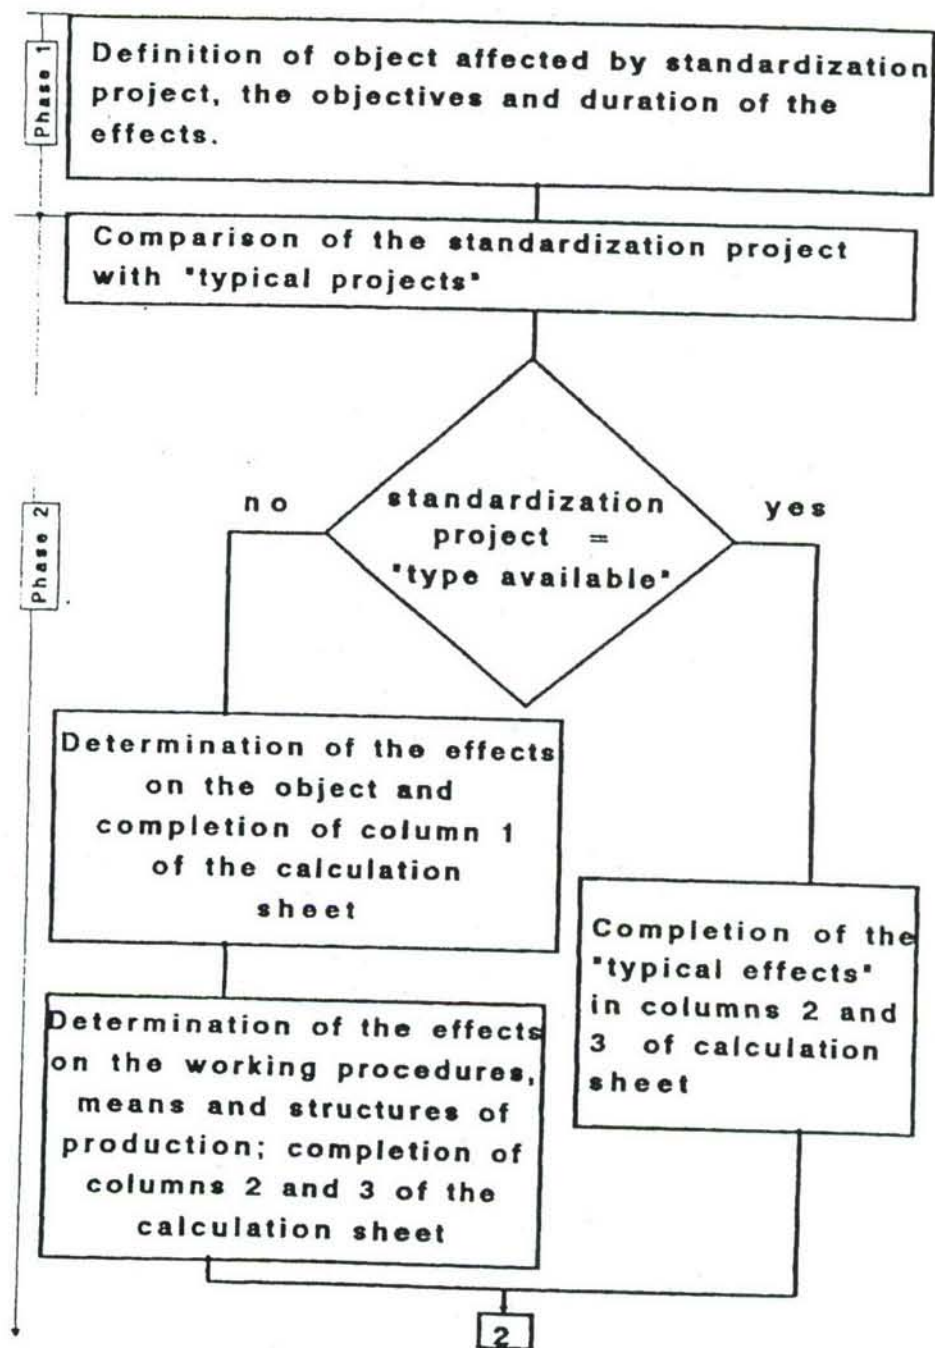 Phase 1
Definition of object affected by standardization
project, the objectives and duration of the
effects.
Comparison of the standardization project
with "typical projects"
no
standardization
project =
"type available"
yes
Phase 2
Determination of the effects
on the object and
completion of column 1
of the calculation
sheet
Completion of the
"typical effects"
in columns 2 and
3 of calculation
sheet
Determination of the effects
on the working procedures,
means and structures of
production; completion of
columns 2 and 3 of the
calculation sheet
2